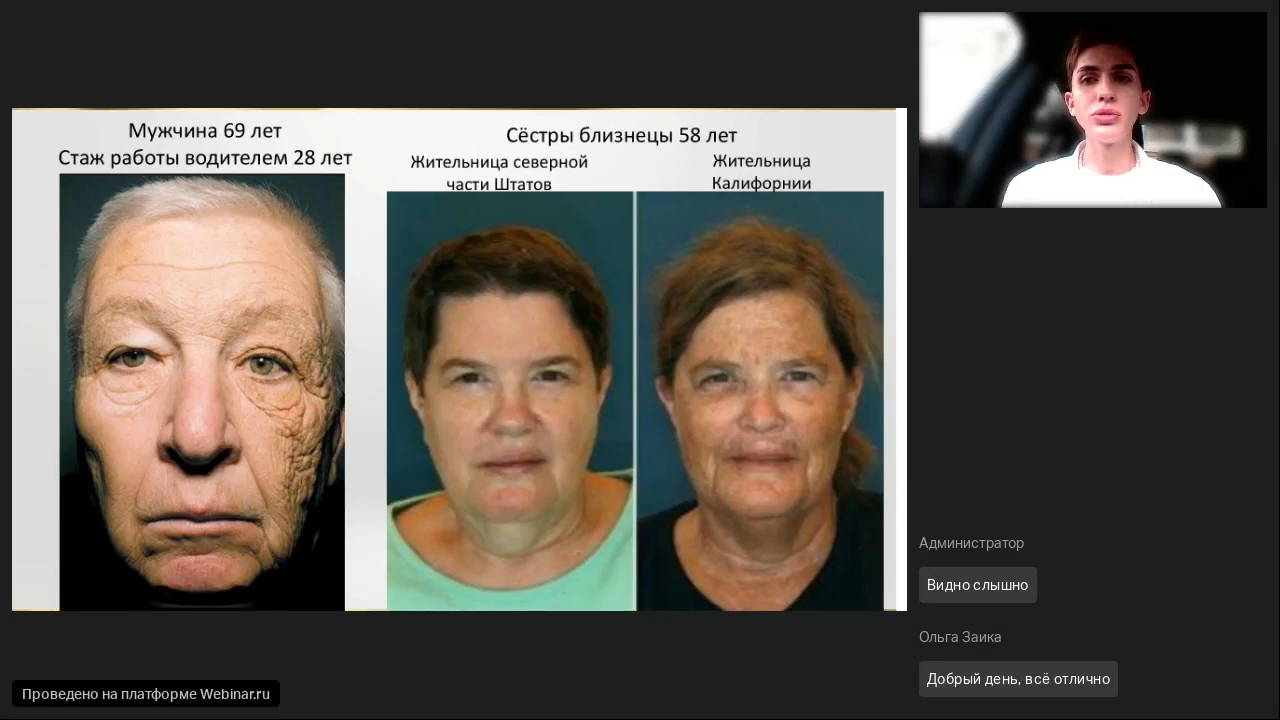 Мужчина 69 лет
Стаж работы водителем 28 лет
Сёстры близнецы 58 лет
Жительница северной
части Штатов
Жительница
Калифорнии
Администратор
Видно слышно
Ольга Заика
Добрый день, всё отлично
Проведено на платформе Webinar.ru